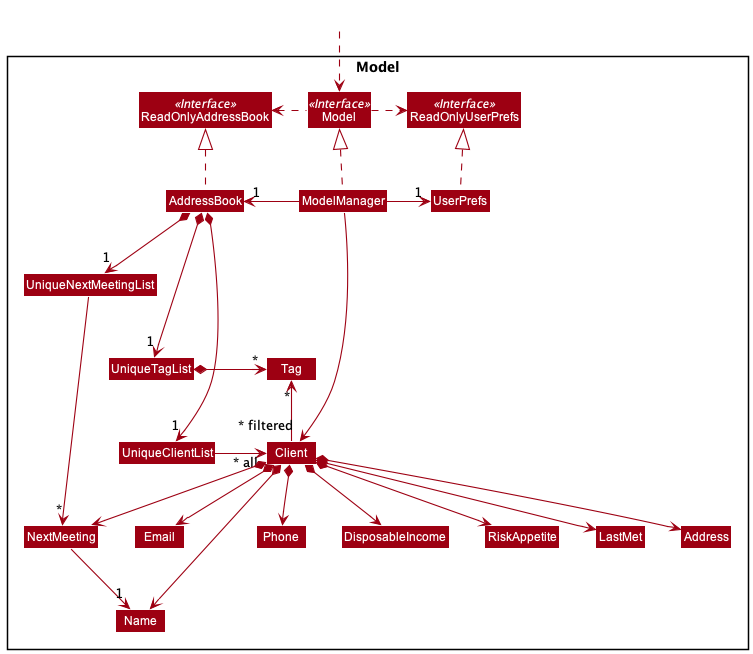 Model
«Interface»
ReadOnlyAddressBook
«Interface»
Model
«Interface»
ReadOnlyUserPrefs
AddressBook
1
ModelManager
1
UserPrefs
1
UniqueNextMeetingList
1
UniqueTagList
*
Tag
*
1
* filtered
UniqueClientList
* all
Client
*
NextMeeting
Email
Phone
DisposableIncome
RiskAppetite
LastMet
Address
1
Name